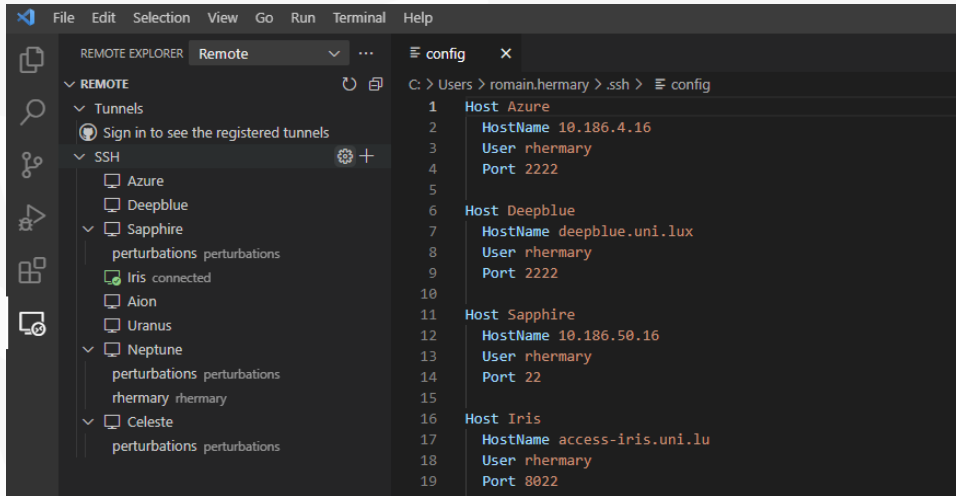 File Edit Selection View Go Run Terminal Help
REMOTE EXPLORER Remote ···
REMOTE
Tunnels
Sign in to see the registered tunnels
SSH
Azure
Deepblue
Sapphire
perturbations perturbations
Iris connected
Aion
Uranus
Neptune
perturbations perturbations
rhermary rhermary
Celeste
perturbations perturbations
config
C: > Users > romain.hermary > .ssh > config
1 Host Azure
2 HostName 10.186.4.16
3 User rhermary
4 Port 2222
5
6 Host Deepblue
7 HostName deepblue.uni.lux
8 User rhermary
9 Port 2222
10
11 Host Sapphire
12 HostName 10.186.50.16
13 User rhermary
14 Port 22
15
16 Host Iris
17 HostName access-iris.uni.lu
18 User rhermary
19 Port 8022